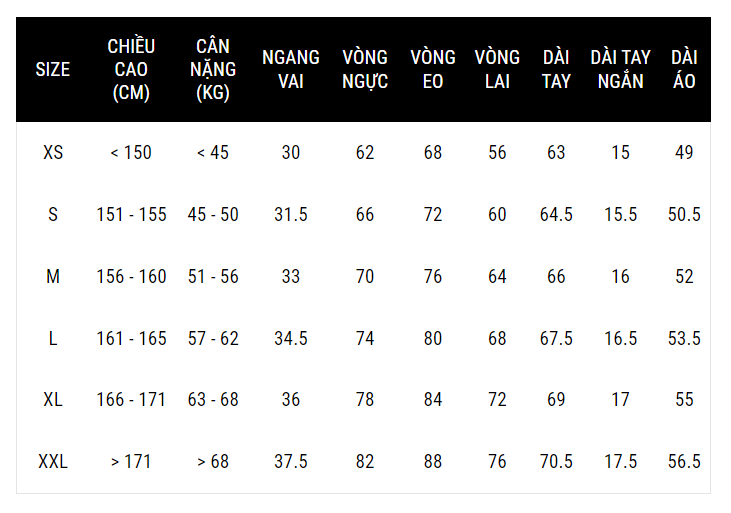 SIZE CHIỀU CAO (CM) CÂN NẶNG (KG) NGANG VAI VÒNG NGỰC VÒNG EO VÒNG LAI DÀI TAY DÀI TAY NGẮN DÀI ÁO
XS < 150 < 45 30 62 68 56 63 15 49
S 151 - 155 45 - 50 31.5 66 72 60 64.5 15.5 50.5
M 156 - 160 51 - 56 33 70 76 64 66 16 52
L 161 - 165 57 - 62 34.5 74 80 68 67.5 16.5 53.5
XL 166 - 171 63 - 68 36 78 84 72 69 17 55
XXL > 171 > 68 37.5 82 88 76 70.5 17.5 56.5